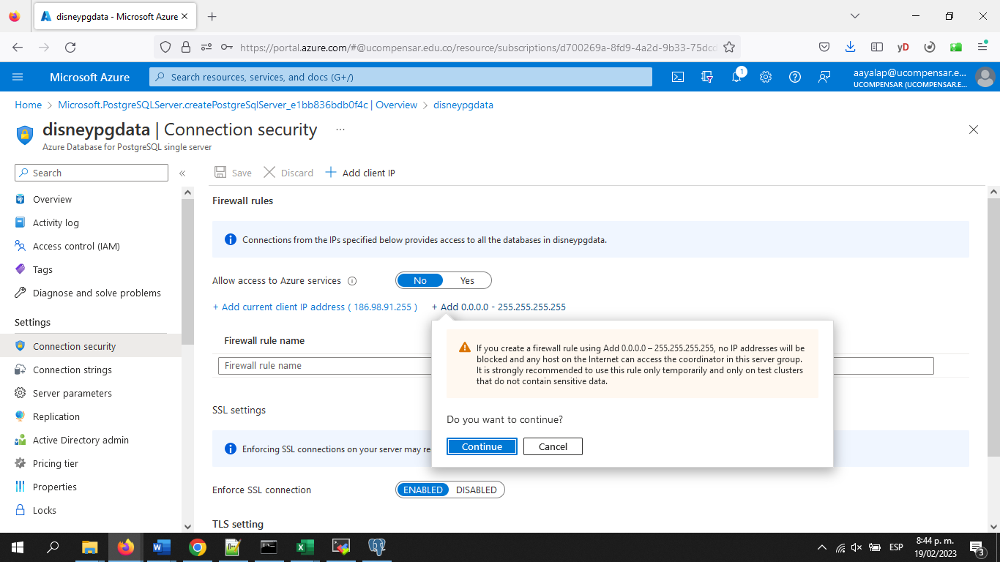 disneypgdata - Microsoft Azure
https://portal.azure.com/#@ucompensar.edu.co/resource/subscriptions/d700269a-8fd9-4a2d-9b33-75dcd
yD
Microsoft Azure
Search resources, services, and docs (G+/)
1
aayalap@ucompensar.e...
UCOMPENSAR (UCOMPENSAR.E...
Home > Microsoft.PostgreSQLServer.createPostgreSqlServer_e1bb836bdb0f4c | Overview > disneypgdata
disneypgdata | Connection security ...
Azure Database for PostgreSQL single server
Search
«
Save
Discard
Add client IP
Overview
Activity log
Access control (IAM)
Tags
Diagnose and solve problems
Settings
Connection security
Connection strings
Server parameters
Replication
Active Directory admin
Pricing tier
Properties
Locks
Firewall rules
Connections from the IPs specified below provides access to all the databases in disneypgdata.
Allow access to Azure services
No Yes
+ Add current client IP address ( 186.98.91.255 ) + Add 0.0.0.0 - 255.255.255.255
Firewall rule name
Firewall rule name
If you create a firewall rule using Add 0.0.0.0 – 255.255.255.255, no IP addresses will be
blocked and any host on the Internet can access the coordinator in this server group.
It is strongly recommended to use this rule only temporarily and only on test clusters
that do not contain sensitive data.
Do you want to continue?
Continue Cancel
SSL settings
Enforcing SSL connections on your server may re
Enforce SSL connection
ENABLED DISABLED
TLS setting
ESP
8:44 p. m.
19/02/2023
3